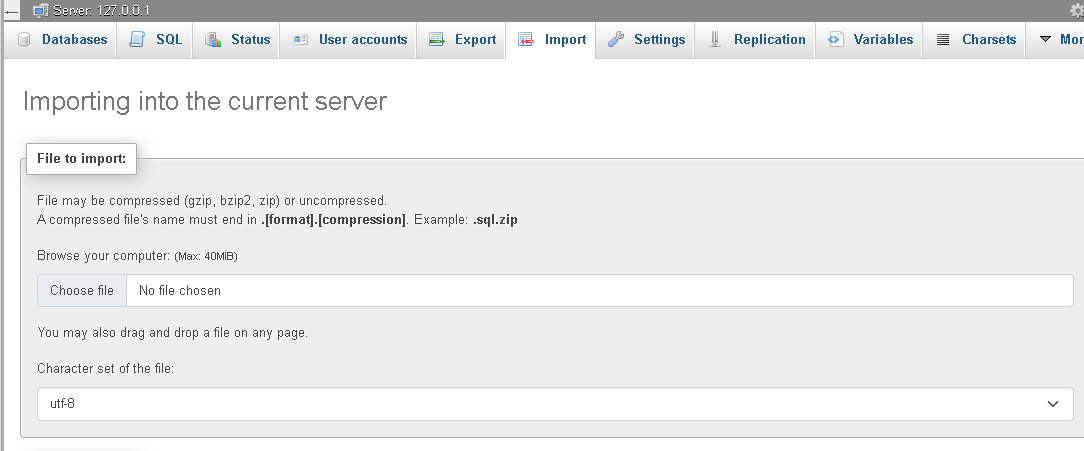 Server: 127.0.0.1
Databases SQL Status User accounts Export Import Settings Replication Variables Charsets
Importing into the current server
File to import:
File may be compressed (gzip, bzip2, zip) or uncompressed.
A compressed file's name must end in .[format].[compression]. Example: .sql.zip
Browse your computer: (Max: 40MiB)
Choose file No file chosen
You may also drag and drop a file on any page.
Character set of the file:
utf-8